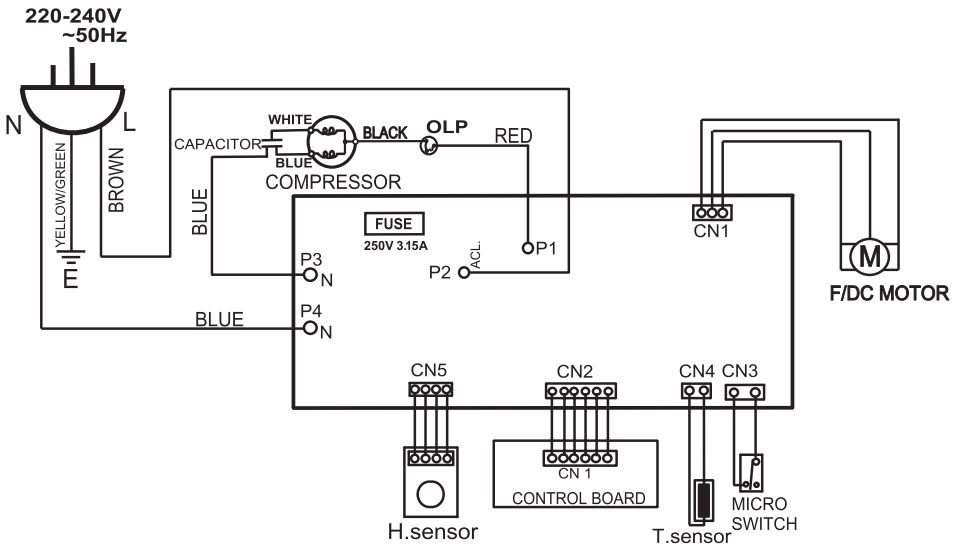 220-240V
~50Hz
N
L
YELLOW/GREEN
BROWN
E
CAPACITOR
WHITE
BLUE
BLACK
OLP
RED
COMPRESSOR
BLUE
FUSE
250V 3.15A
P1
P2
ACL.
P3
N
P4
N
BLUE
CN1
M
F/DC MOTOR
CN5
CN2
CN4
CN3
CN 1
CONTROL BOARD
H.sensor
T.sensor
MICRO
SWITCH